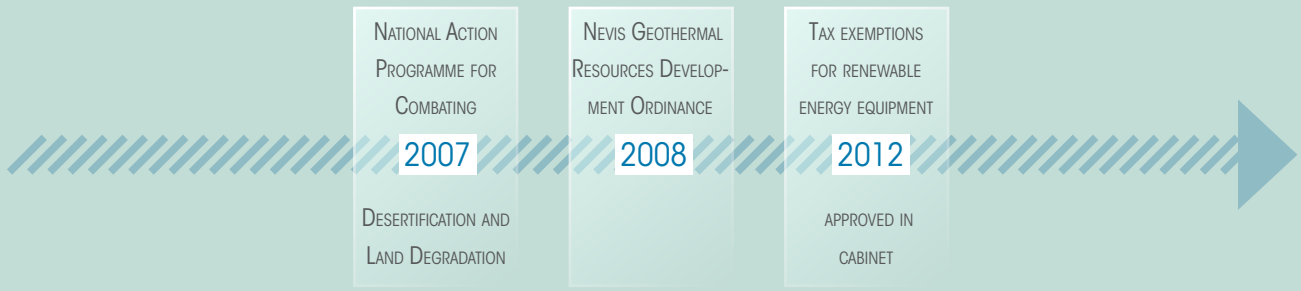 National Action
Programme for
Combating
2007
Desertification and
Land Degradation
Nevis Geothermal
Resources Develop-
ment Ordinance
2008
Tax exemptions
for renewable
energy equipment
2012
approved in
cabinet